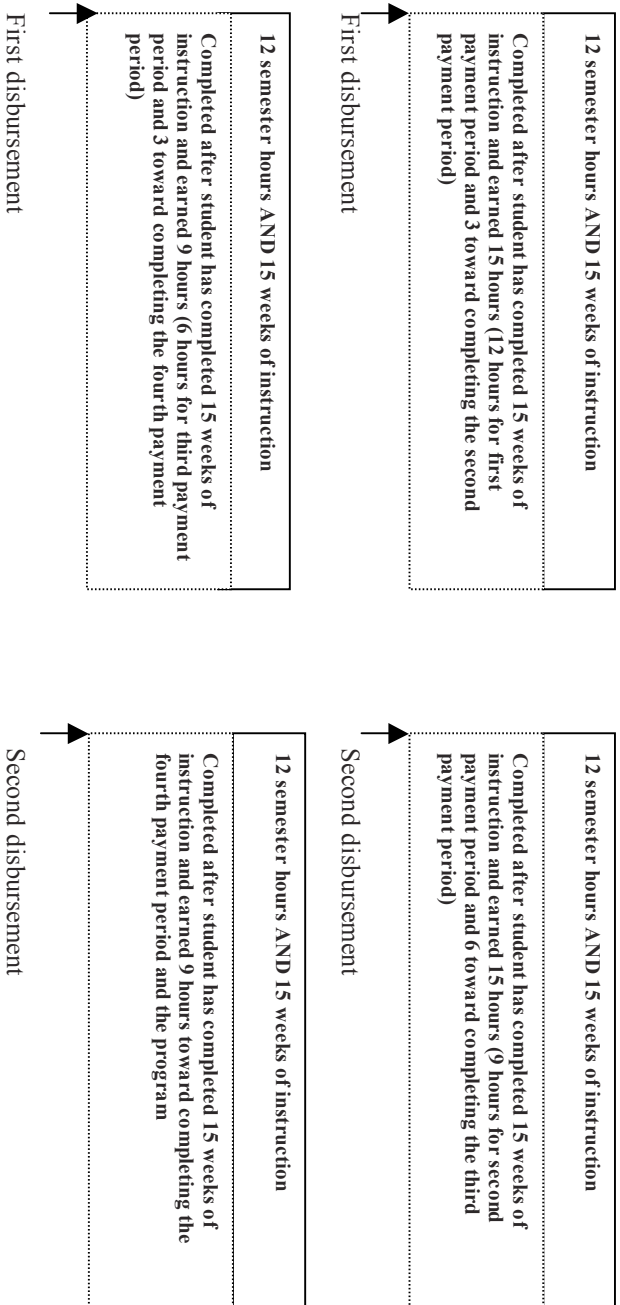 12 semester hours AND 15 weeks of instruction
Completed after student has completed 15 weeks of
instruction and earned 15 hours (12 hours for first
payment period and 3 toward completing the second
payment period)
First disbursement
12 semester hours AND 15 weeks of instruction
Completed after student has completed 15 weeks of
instruction and earned 15 hours (9 hours for second
payment period and 6 toward completing the third
payment period)
Second disbursement
12 semester hours AND 15 weeks of instruction
Completed after student has completed 15 weeks of
instruction and earned 9 hours (6 hours for third payment
period and 3 toward completing the fourth payment
period)
First disbursement
12 semester hours AND 15 weeks of instruction
Completed after student has completed 15 weeks of
instruction and earned 9 hours toward completing the
fourth payment period and the program
Second disbursement